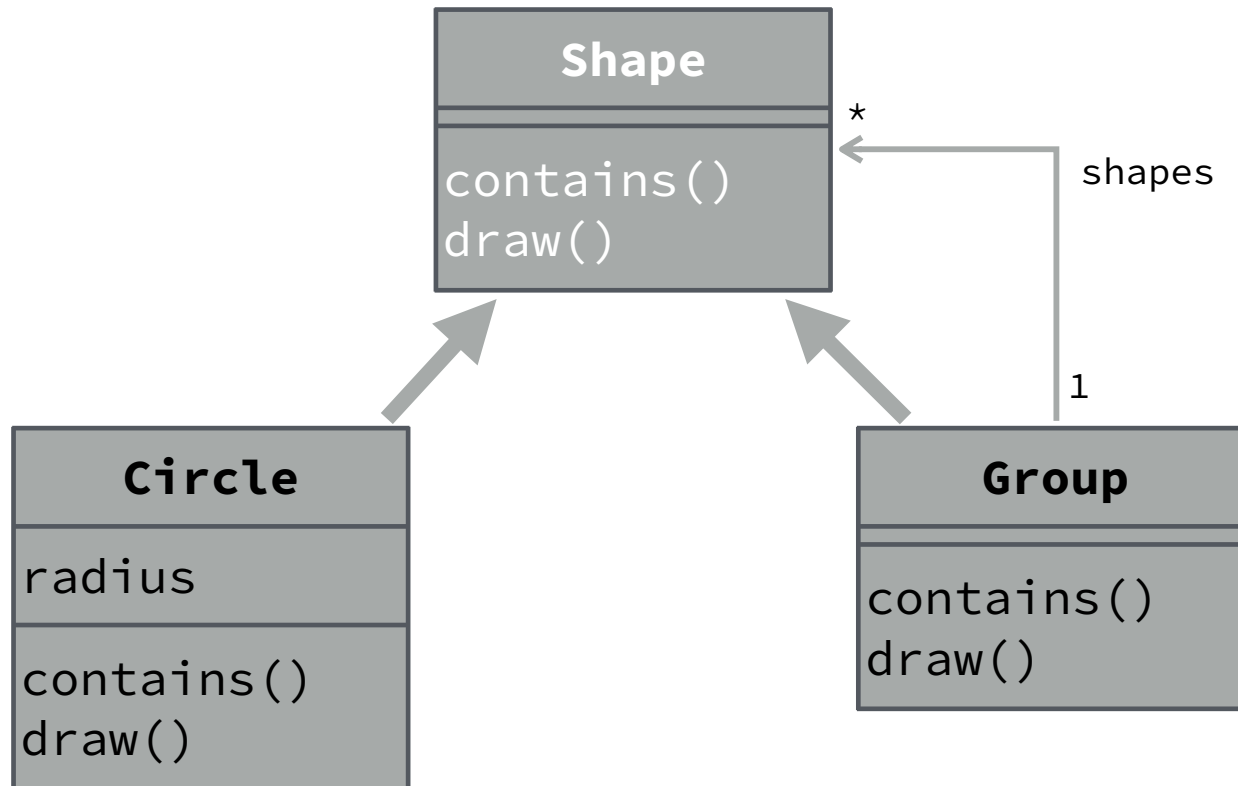 Shape
*
contains()
draw()
shapes
1
Circle
radius
contains()
draw()
Group
contains()
draw()